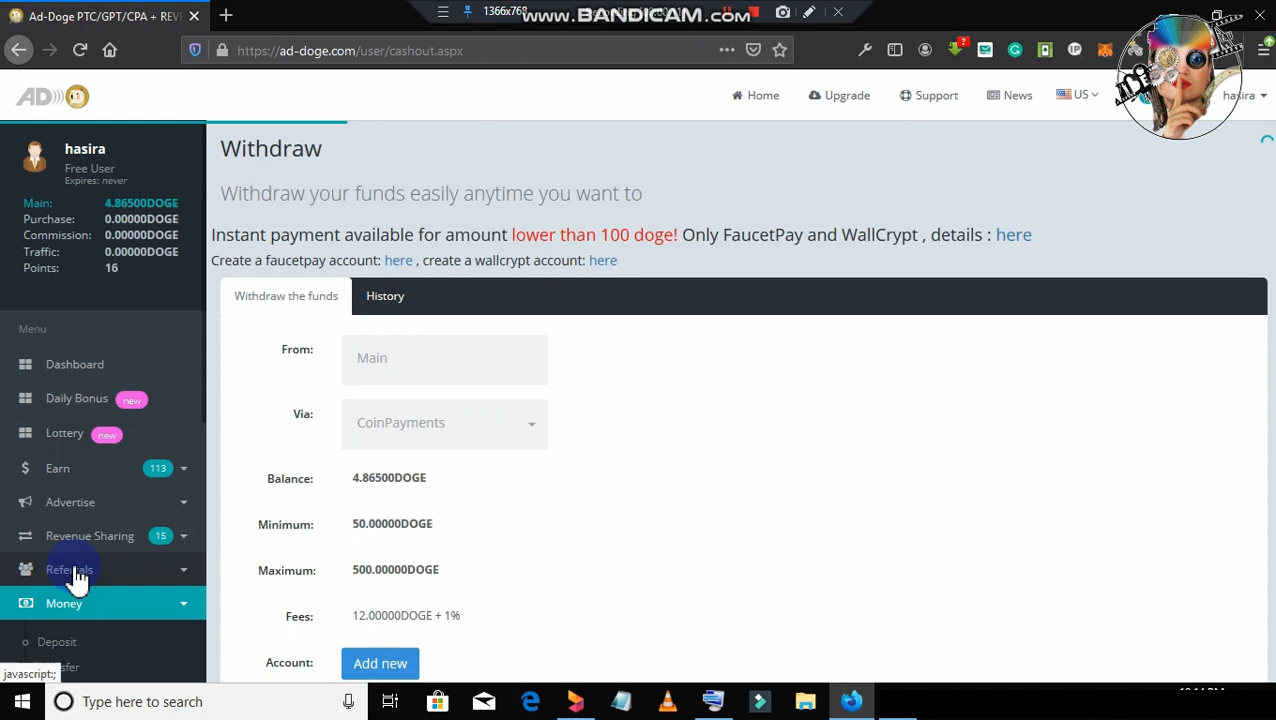 Ad-Doge PTC/GPT/CPA + REV
1366x768
www.BANDICAM.com
https://ad-doge.com/user/cashout.aspx
AD
Home
Upgrade
Support
News
US
hasira
hasira
Free User
Expires: never
Main: 4.86500DOGE
Purchase: 0.00000DOGE
Commission: 0.00000DOGE
Traffic: 0.00000DOGE
Points: 16
Menu
Dashboard
Daily Bonus new
Lottery new
Earn 113
Advertise
Revenue Sharing 15
Referrals
Money
Deposit
javascript:;
Withdraw
Withdraw your funds easily anytime you want to
Instant payment available for amount lower than 100 doge! Only FaucetPay and WallCrypt , details : here
Create a faucetpay account: here , create a wallcrypt account: here
Withdraw the funds
History
From: Main
Via: CoinPayments
Balance: 4.86500DOGE
Minimum: 50.00000DOGE
Maximum: 500.00000DOGE
Fees: 12.00000DOGE + 1%
Account: Add new
Type here to search